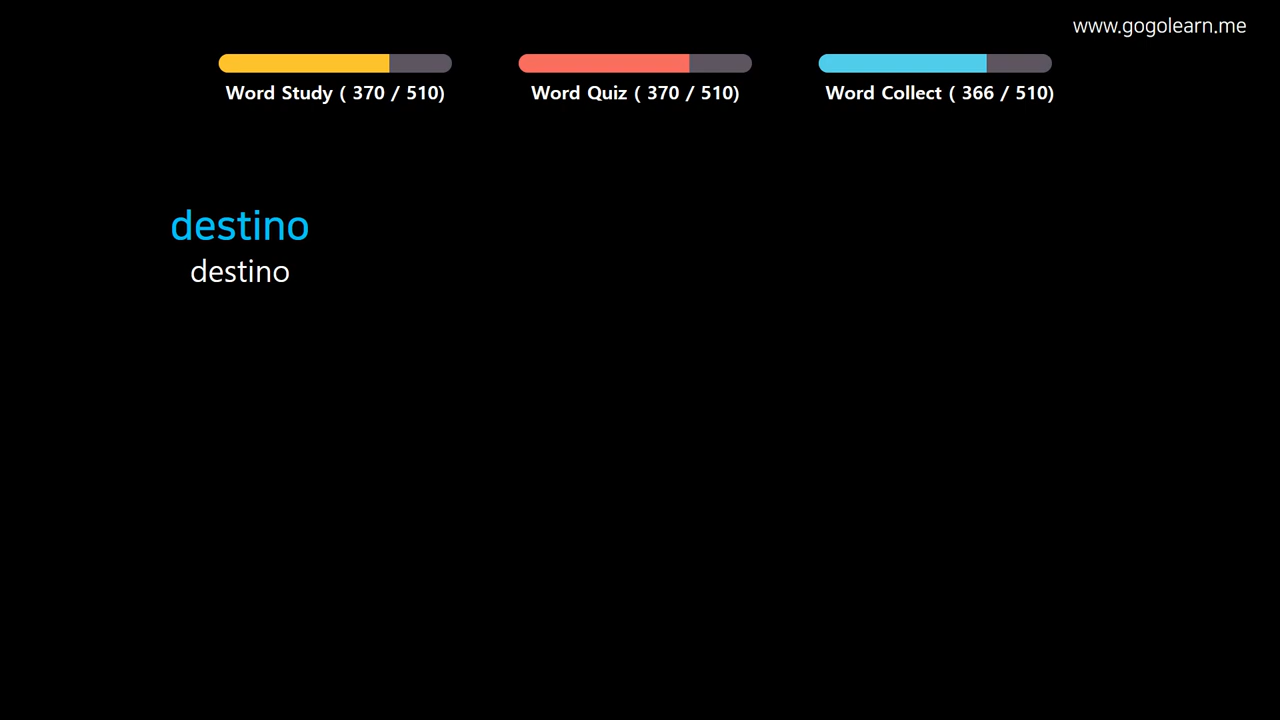 www.gogolearn.me
Word Study ( 370 / 510)
Word Quiz ( 370 / 510)
Word Collect ( 366 / 510)
destino
destino